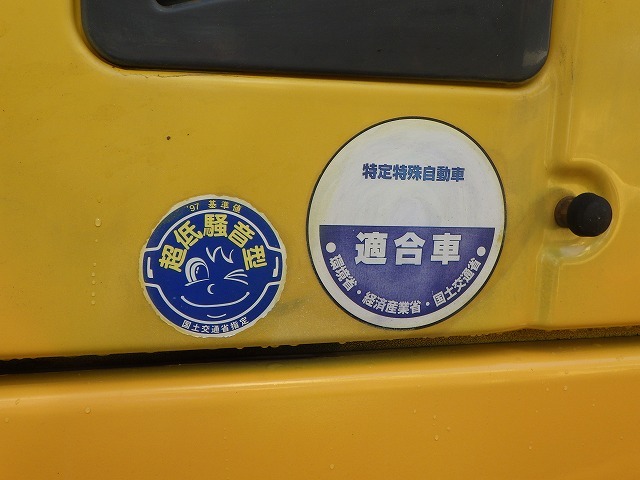 '97 基準値
超低騒音型
国土交通省指定
特定特殊自動車
適合車
・環境省・経済産業省・国土交通省・